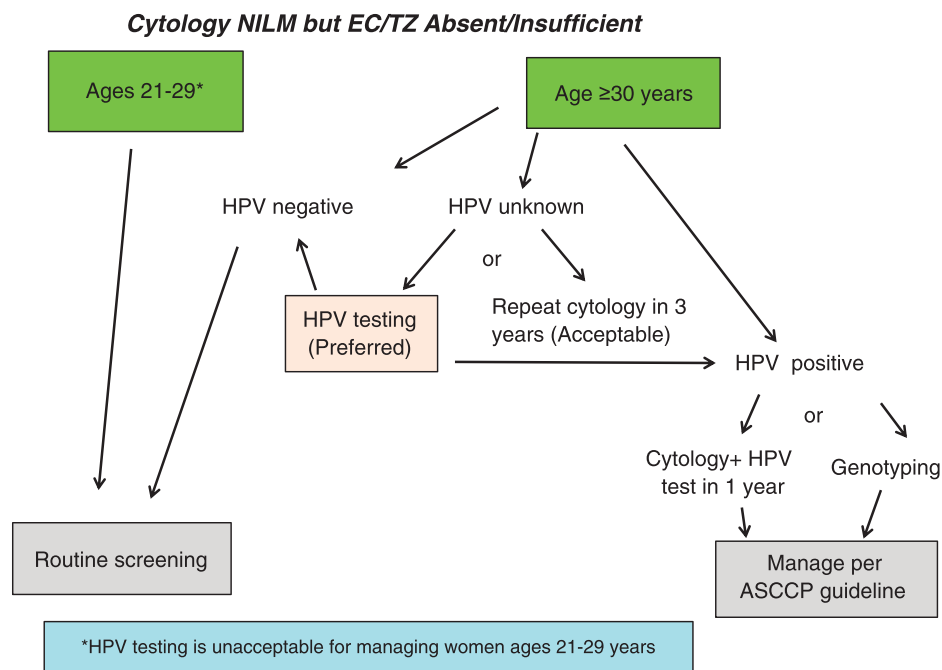 Cytology NILM but EC/TZ Absent/Insufficient
Ages 21-29*
Age ≥30 years
HPV negative
HPV unknown
or
HPV testing
(Preferred)
Repeat cytology in 3
years (Acceptable)
HPV positive
or
Cytology+ HPV
test in 1 year
Genotyping
Routine screening
Manage per
ASCCP guideline
*HPV testing is unacceptable for managing women ages 21-29 years